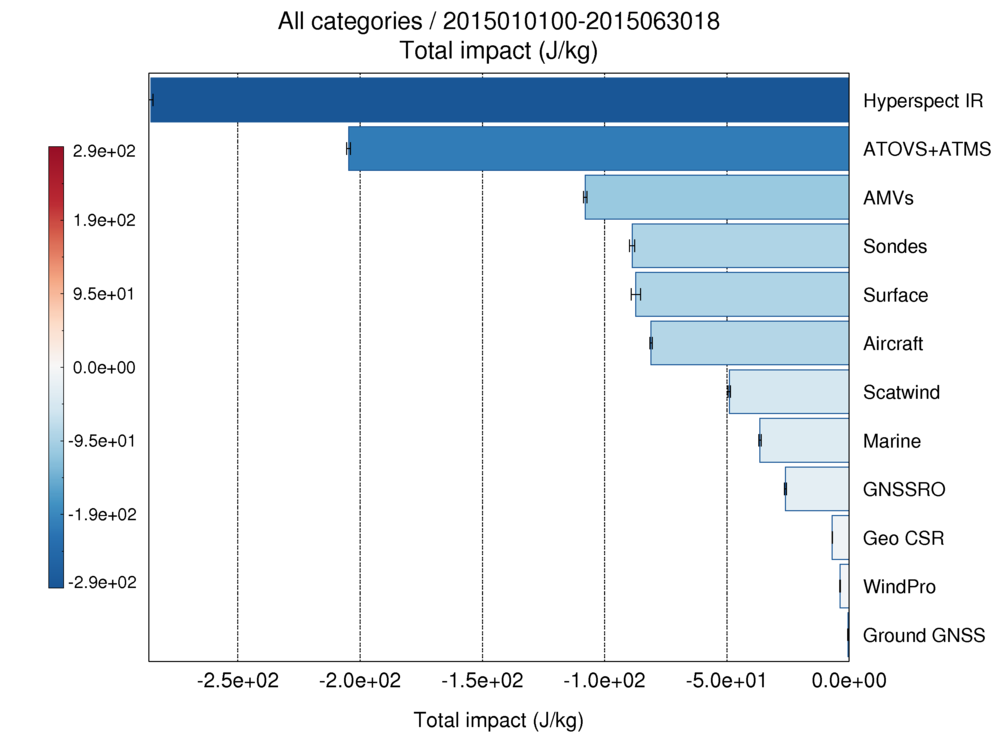 All categories / 2015010100-2015063018
Total impact (J/kg)
Hyperspect IR
ATOVS+ATMS
AMVs
Sondes
Surface
Aircraft
Scatwind
Marine
GNSSRO
Geo CSR
WindPro
Ground GNSS
2.9e+02
1.9e+02
9.5e+01
0.0e+00
-9.5e+01
-1.9e+02
-2.9e+02
-2.5e+02 -2.0e+02 -1.5e+02 -1.0e+02 -5.0e+01 0.0e+00
Total impact (J/kg)